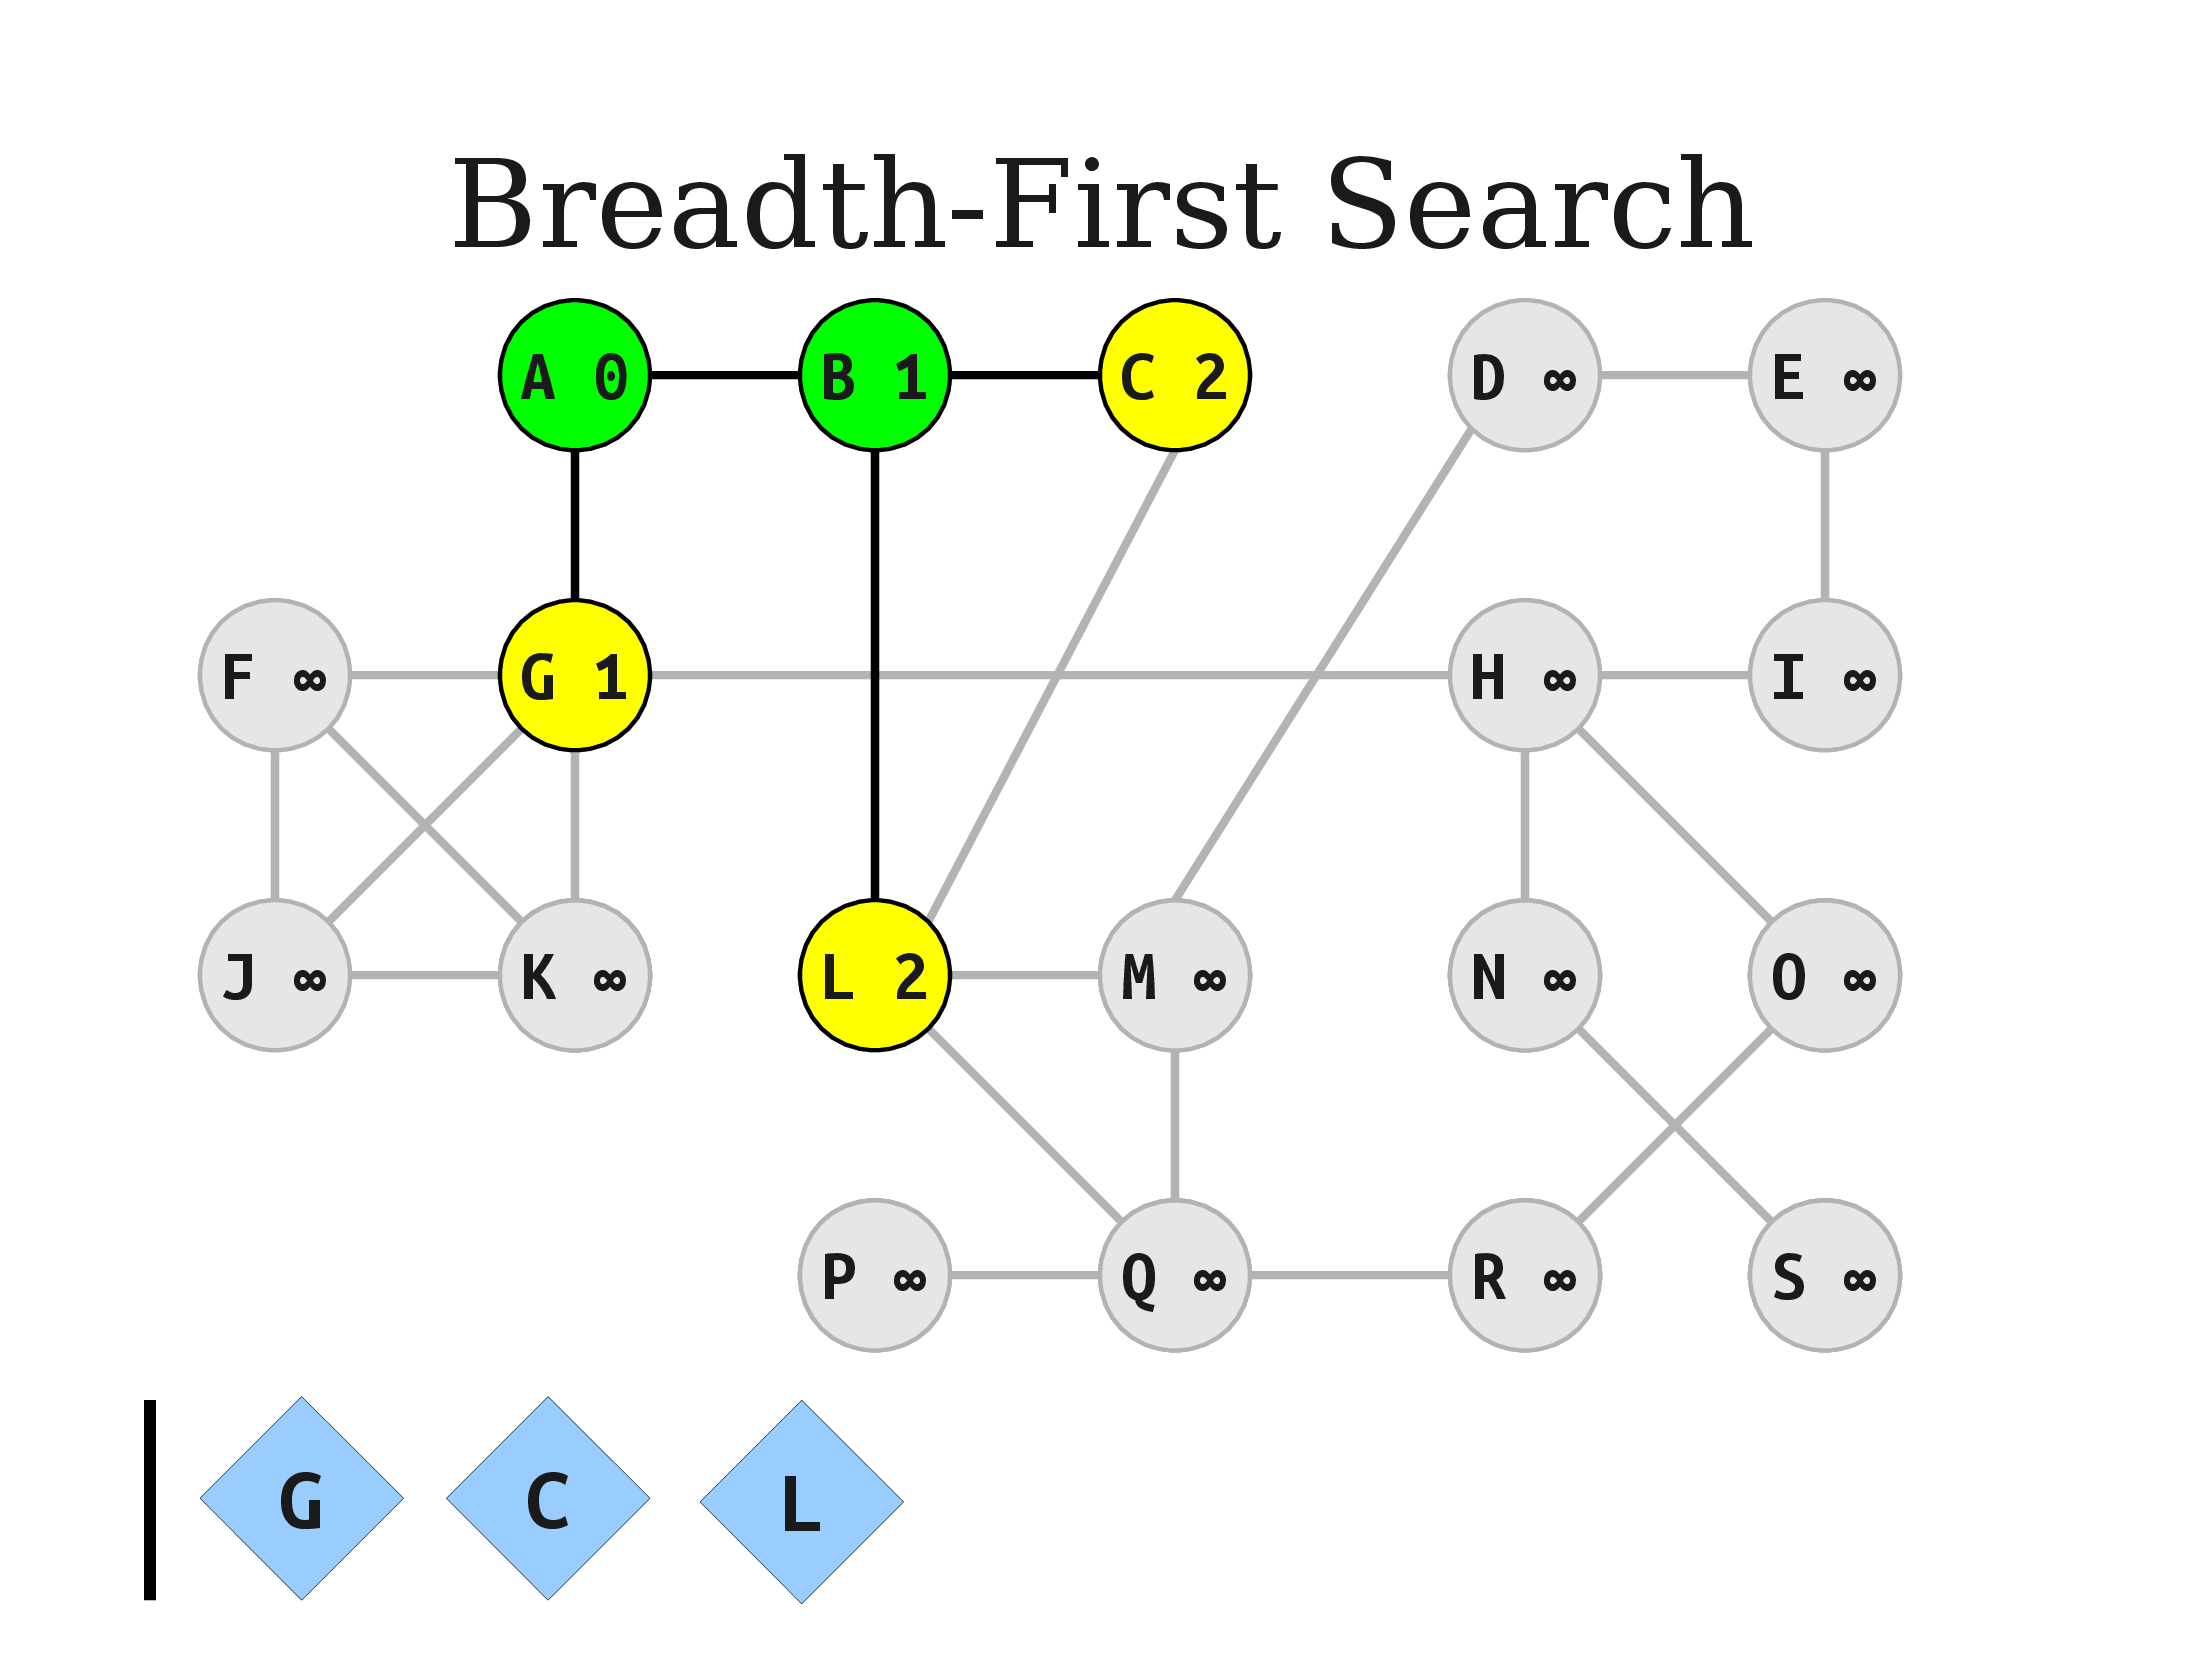 Breadth-First Search
A 0 B 1 C 2 D ∞ E ∞
F ∞ G 1 H ∞ I ∞
J ∞ K ∞ L 2 M ∞ N ∞ O ∞
P ∞ Q ∞ R ∞ S ∞
G C L